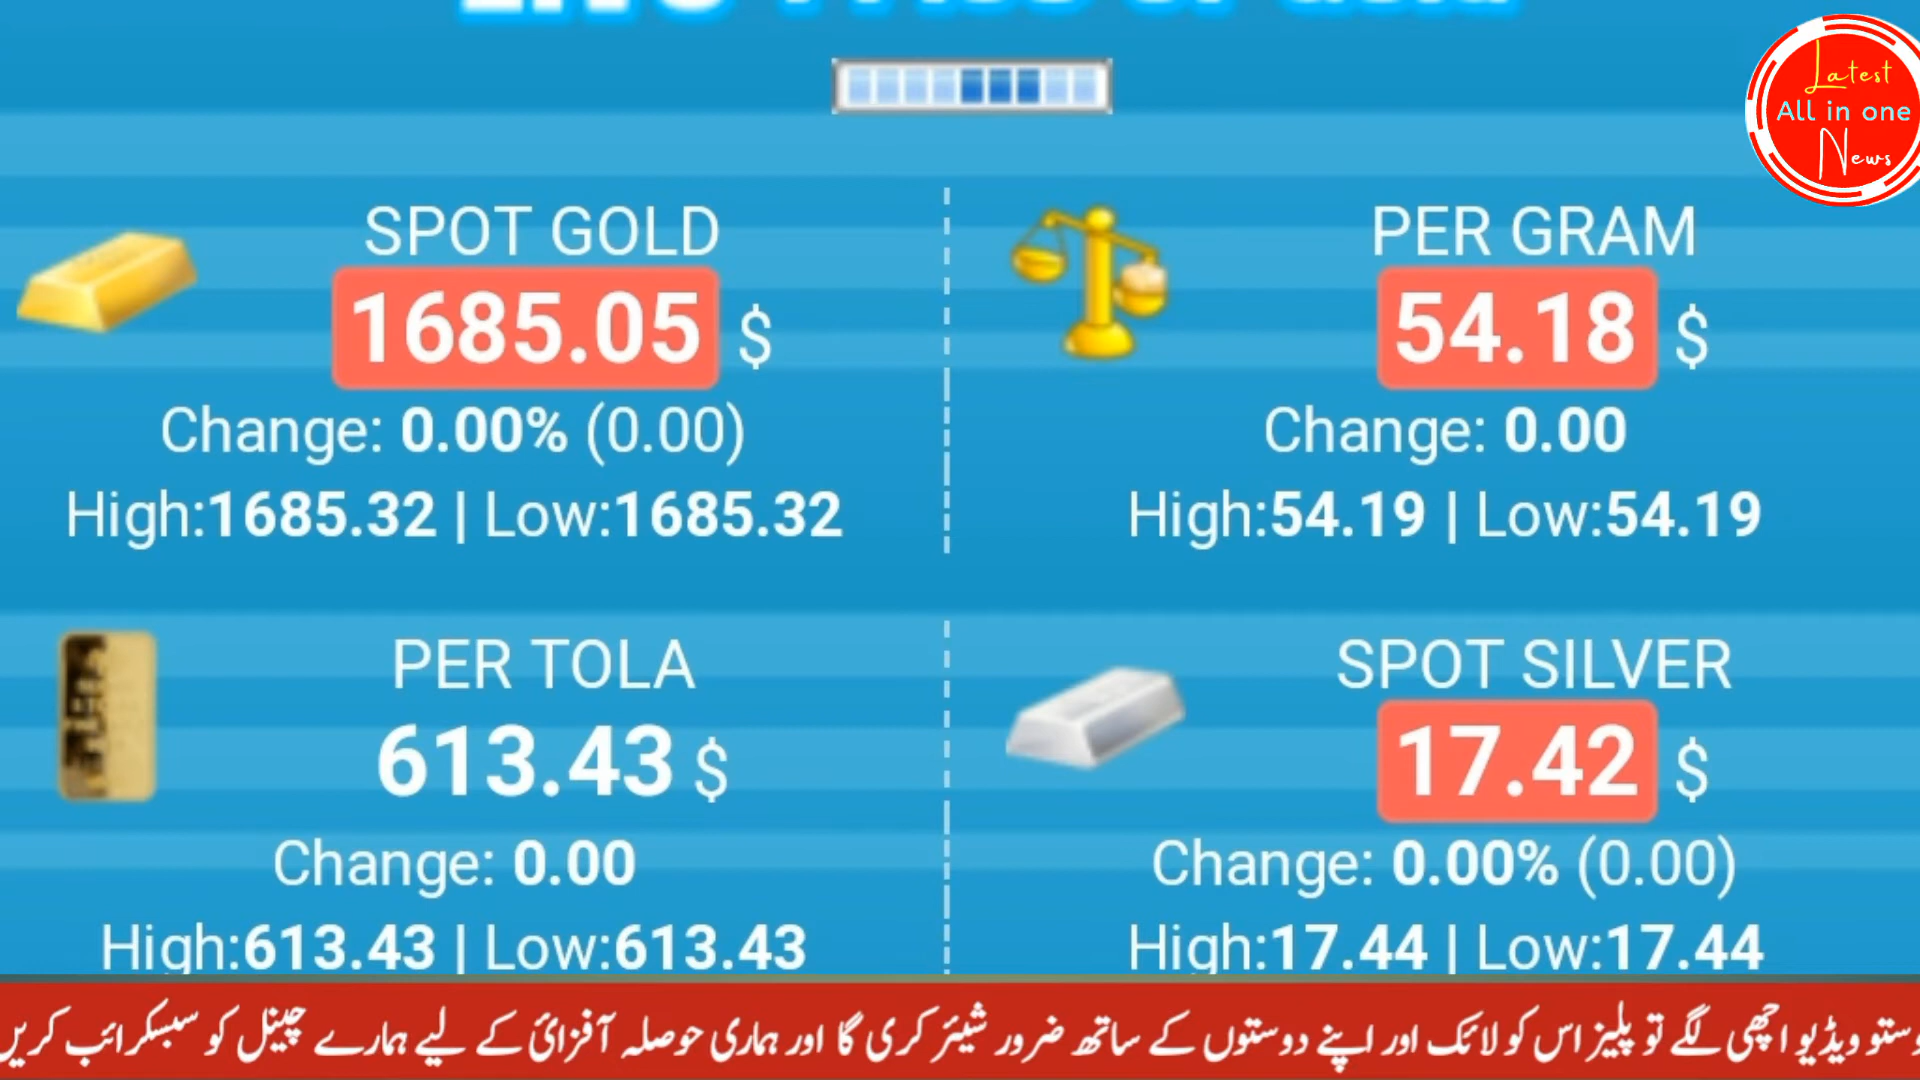 Latest
All in one
News
SPOT GOLD
1685.05 $
Change: 0.00% (0.00)
High:1685.32 | Low:1685.32
PER GRAM
54.18 $
Change: 0.00
High:54.19 | Low:54.19
PER TOLA
613.43 $
Change: 0.00
High:613.43 | Low:613.43
SPOT SILVER
17.42 $
Change: 0.00% (0.00)
High:17.44 | Low:17.44
ویڈیو اچھی لگے تو پلیز اس کو لائک اور اپنے دوستوں کے ساتھ ضرور شیئر کری گا اور ہماری حوصلہ آفزائ کے لیے ہمارے چینل کو سبسکرائب کریں